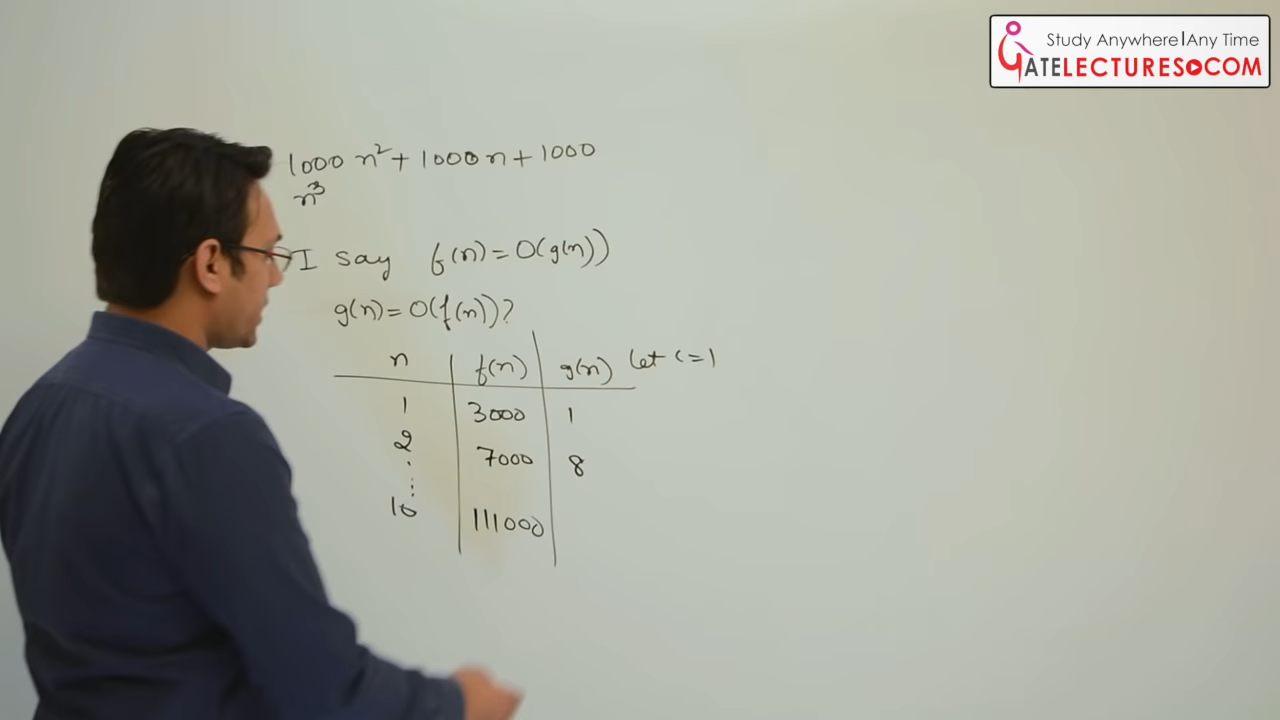 Study Anywhere|Any Time
GATELECTURES.COM
1000 n² + 1000 n + 1000
n³
I say f(n) = O(g(n))
g(n) = O(f(n))?
n f(n) g(n) let c = 1
1 3000 1
2 7000 8
⋮
10 111000